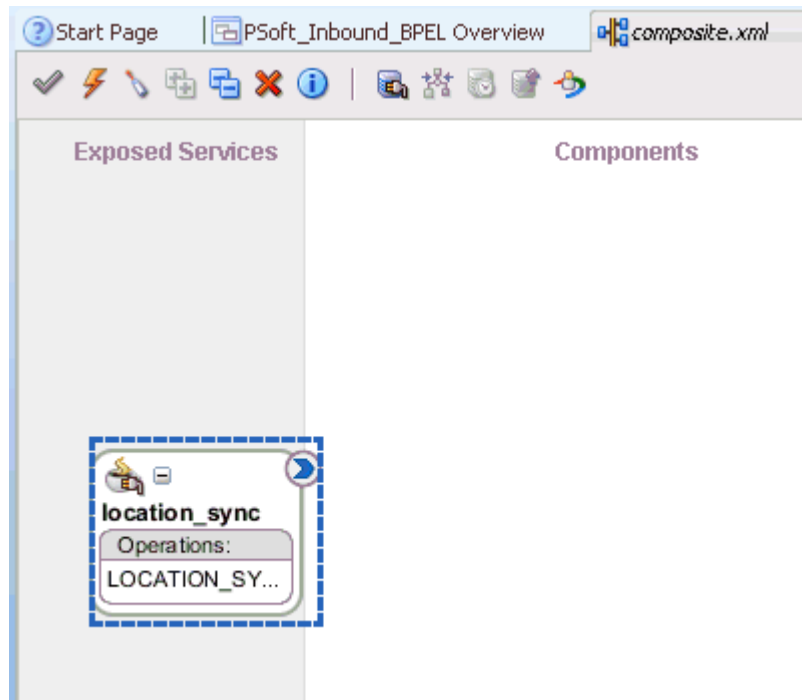 Start Page PSoft_Inbound_BPEL Overview composite.xml
Exposed Services Components
location_sync
Operations:
LOCATION_SY...